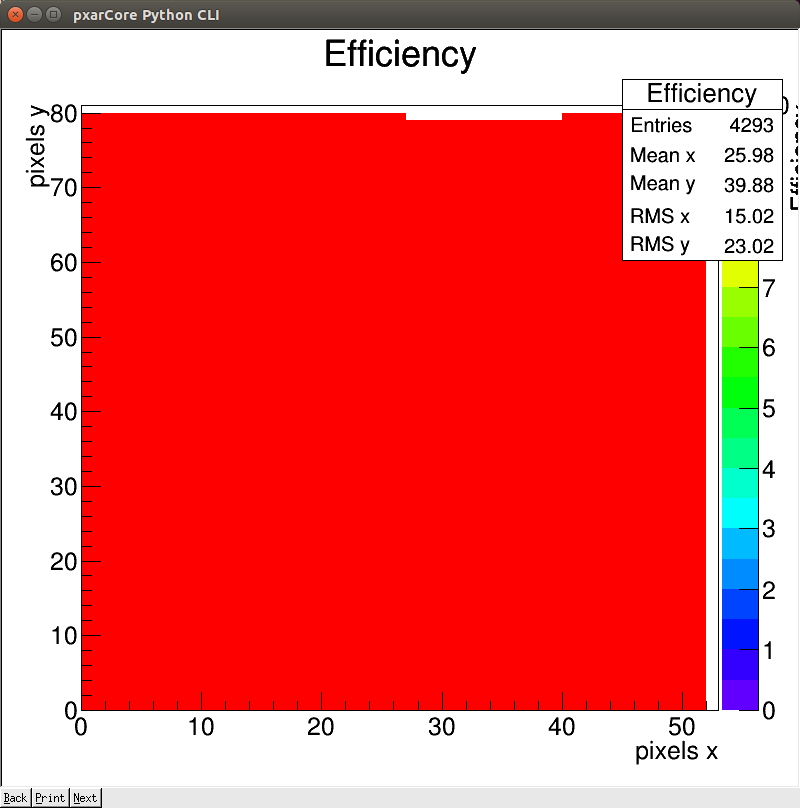 pxarCore Python CLI
Efficiency
Efficiency
Entries 4293
Mean x 25.98
Mean y 39.88
RMS x 15.02
RMS y 23.02
pixels y
80
70
60
50
40
30
20
10
0
0 10 20 30 40 50
pixels x
7
6
5
4
3
2
1
0
Back Print Next